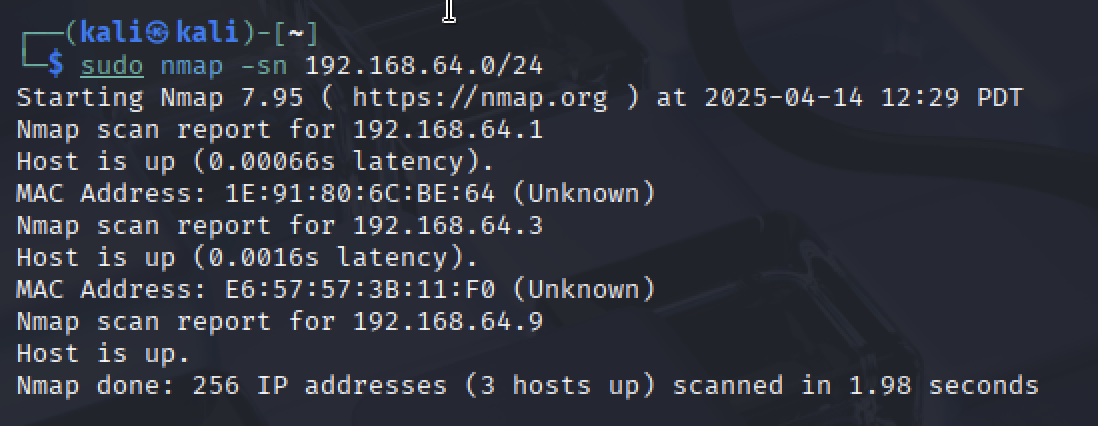 ┌──(kali㉿kali)-[~]
└─$ sudo nmap -sn 192.168.64.0/24
Starting Nmap 7.95 ( https://nmap.org ) at 2025-04-14 12:29 PDT
Nmap scan report for 192.168.64.1
Host is up (0.00066s latency).
MAC Address: 1E:91:80:6C:BE:64 (Unknown)
Nmap scan report for 192.168.64.3
Host is up (0.0016s latency).
MAC Address: E6:57:57:3B:11:F0 (Unknown)
Nmap scan report for 192.168.64.9
Host is up.
Nmap done: 256 IP addresses (3 hosts up) scanned in 1.98 seconds